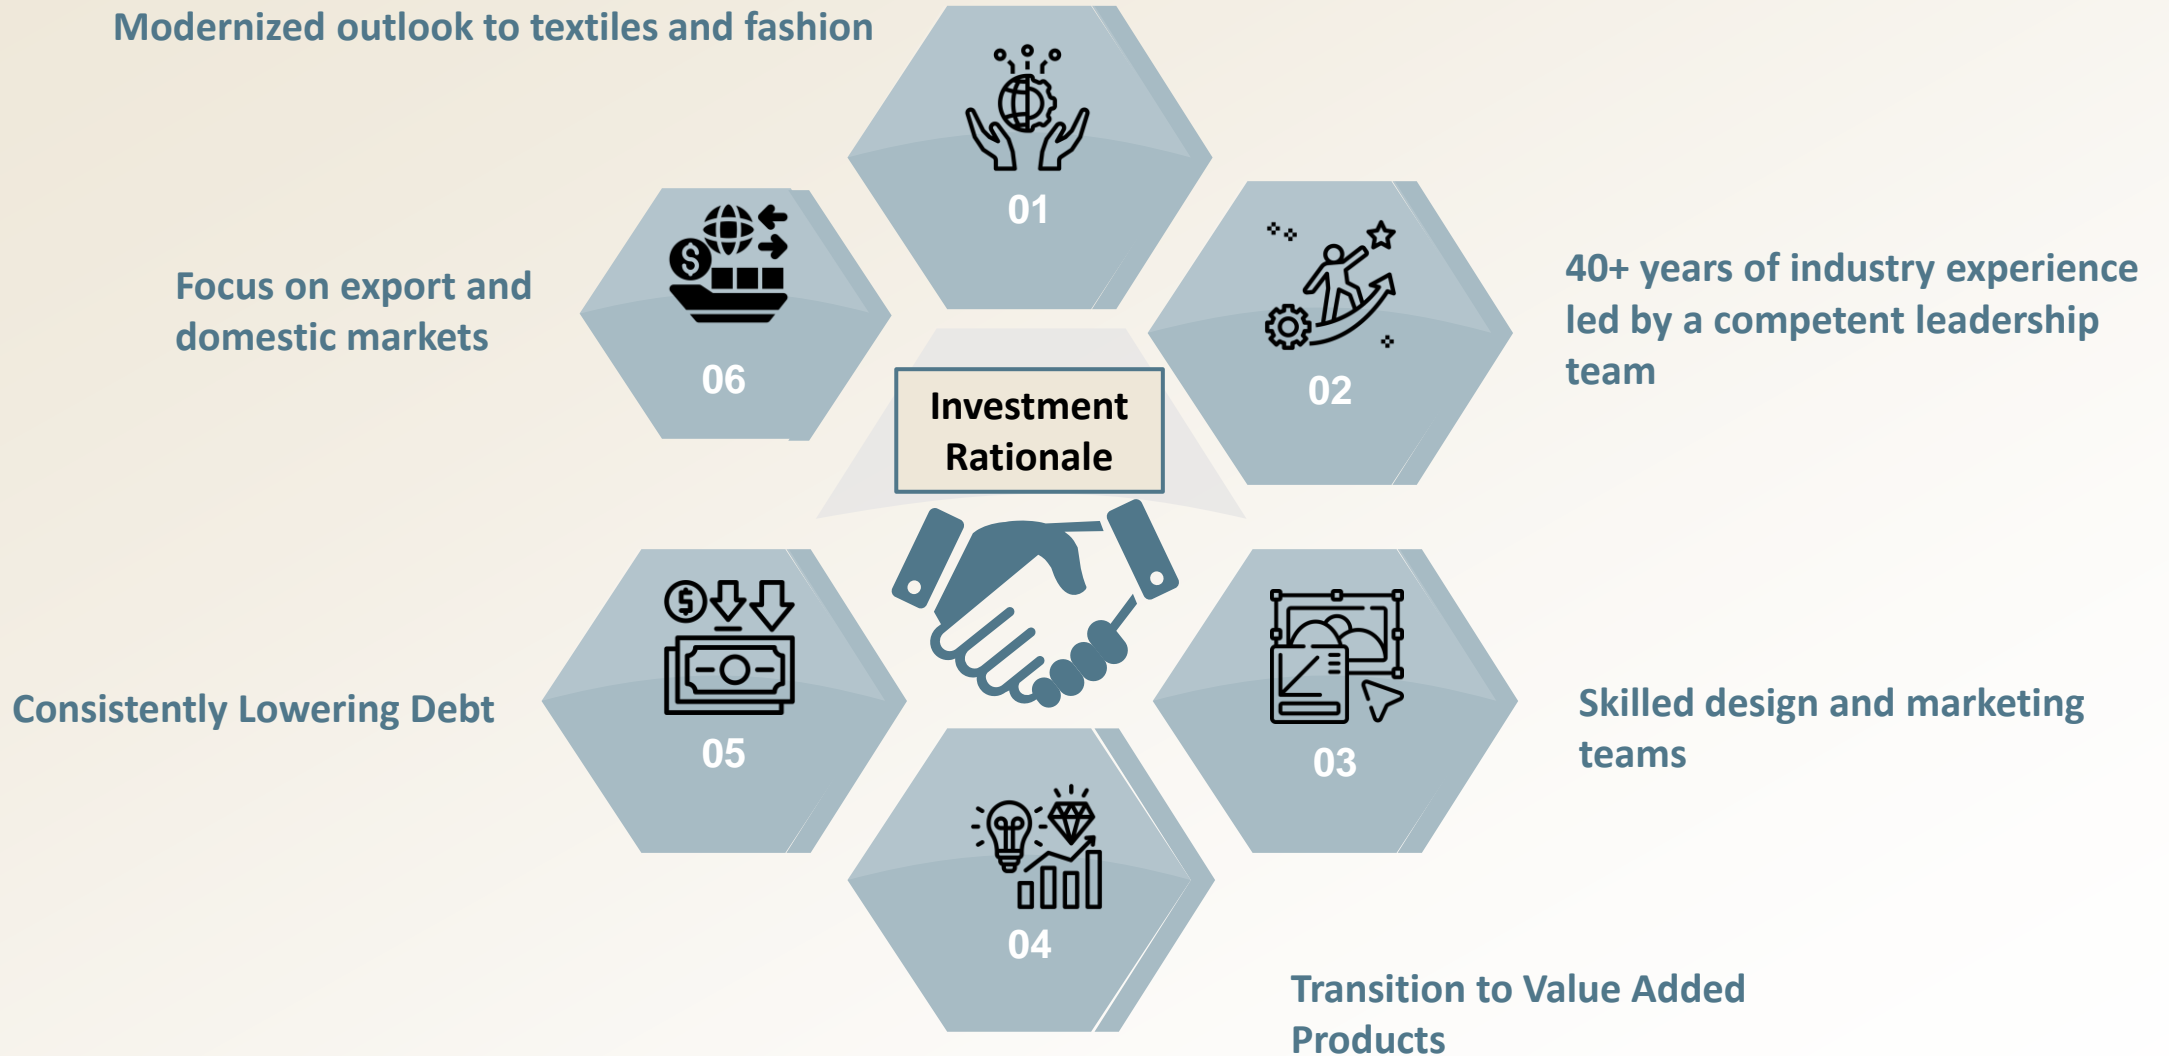 Modernized outlook to textiles and fashion
01
02
40+ years of industry experience
led by a competent leadership
team
Focus on export and
domestic markets
06
Investment
Rationale
Consistently Lowering Debt
05
03
Skilled design and marketing
teams
04
Transition to Value Added
Products